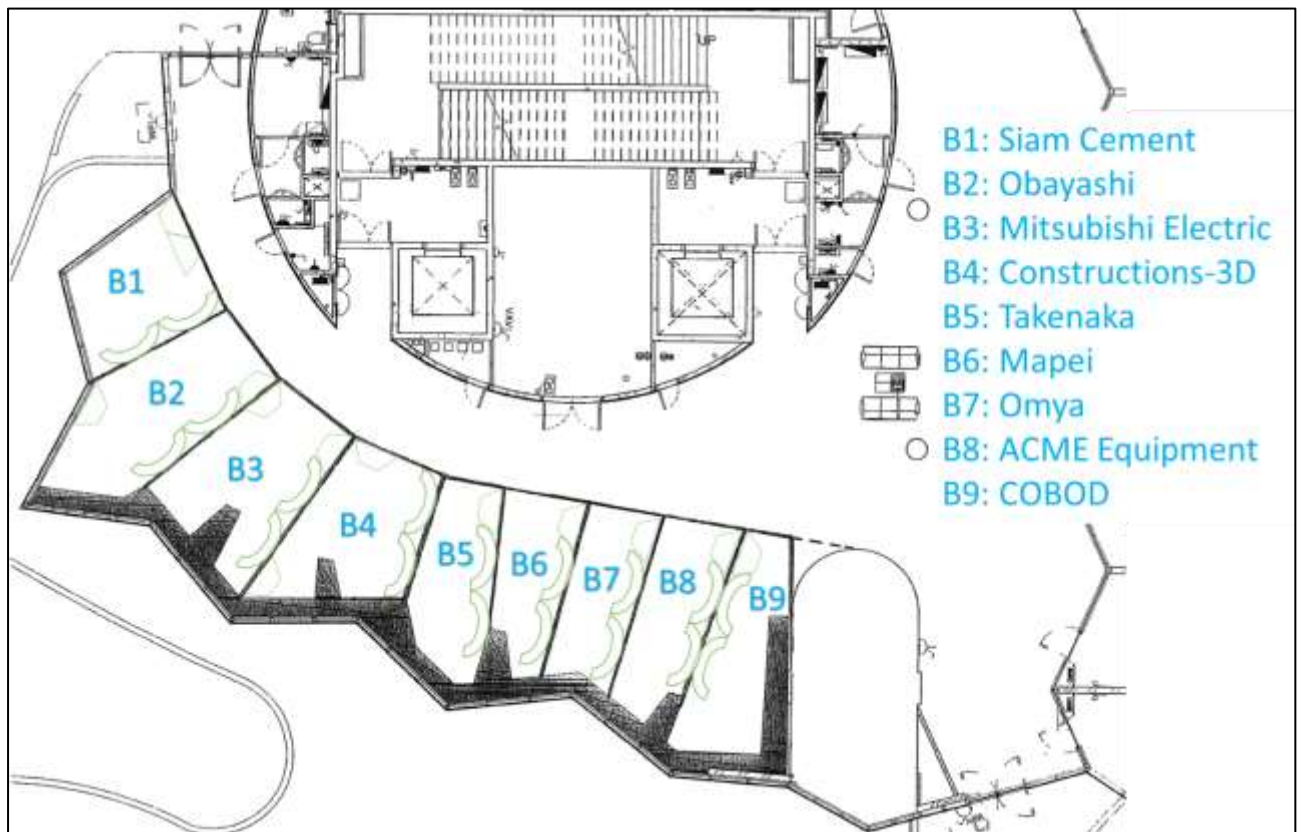 UP
B1: Siam Cement
B2: Obayashi
B3: Mitsubishi Electric
B4: Constructions-3D
B5: Takenaka
B6: Mapei
B7: Omya
B8: ACME Equipment
B9: COBOD
B1
B2
B3
B4
B5
B6
B7
B8
B9